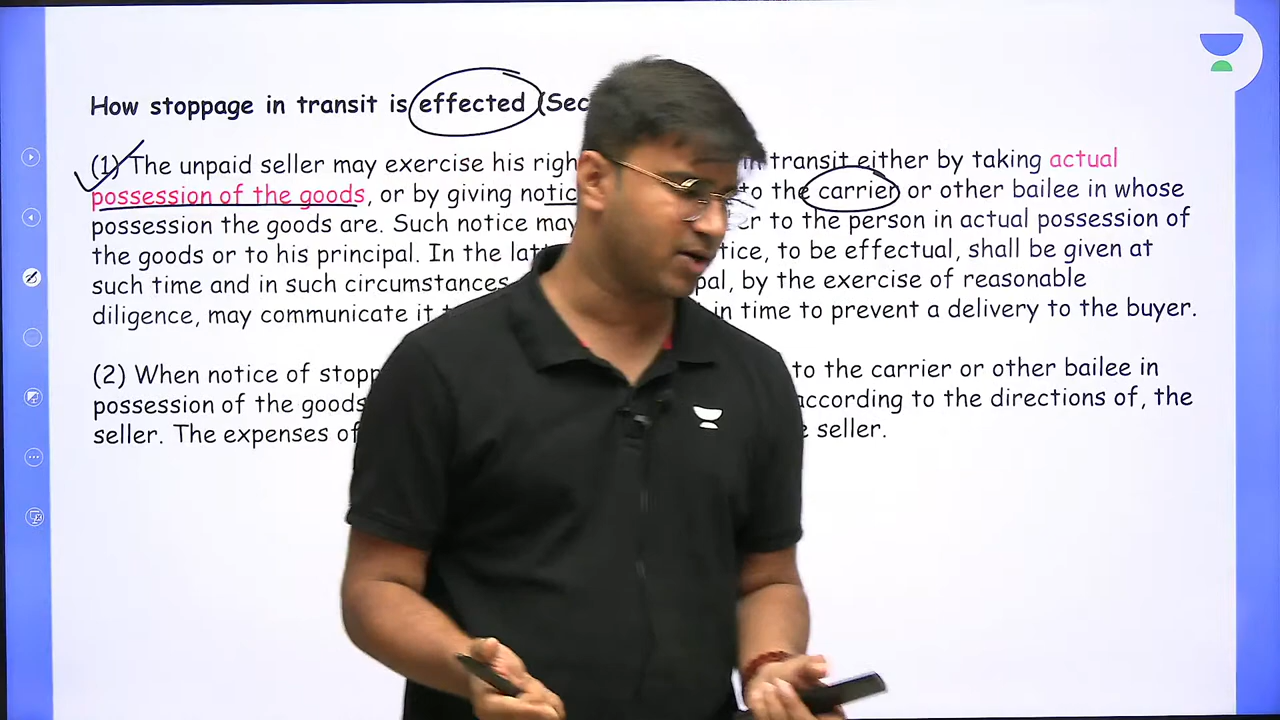 How stoppage in transit is effected (Sec
(1) The unpaid seller may exercise his righ in transit either by taking actual
possession of the goods, or by giving notic to the carrier or other bailee in whose
possession the goods are. Such notice may er to the person in actual possession of
the goods or to his principal. In the latt tice, to be effectual, shall be given at
such time and in such circumstances pal, by the exercise of reasonable
diligence, may communicate it t in time to prevent a delivery to the buyer.
(2) When notice of stopp to the carrier or other bailee in
possession of the goods according to the directions of, the
seller. The expenses of e seller.